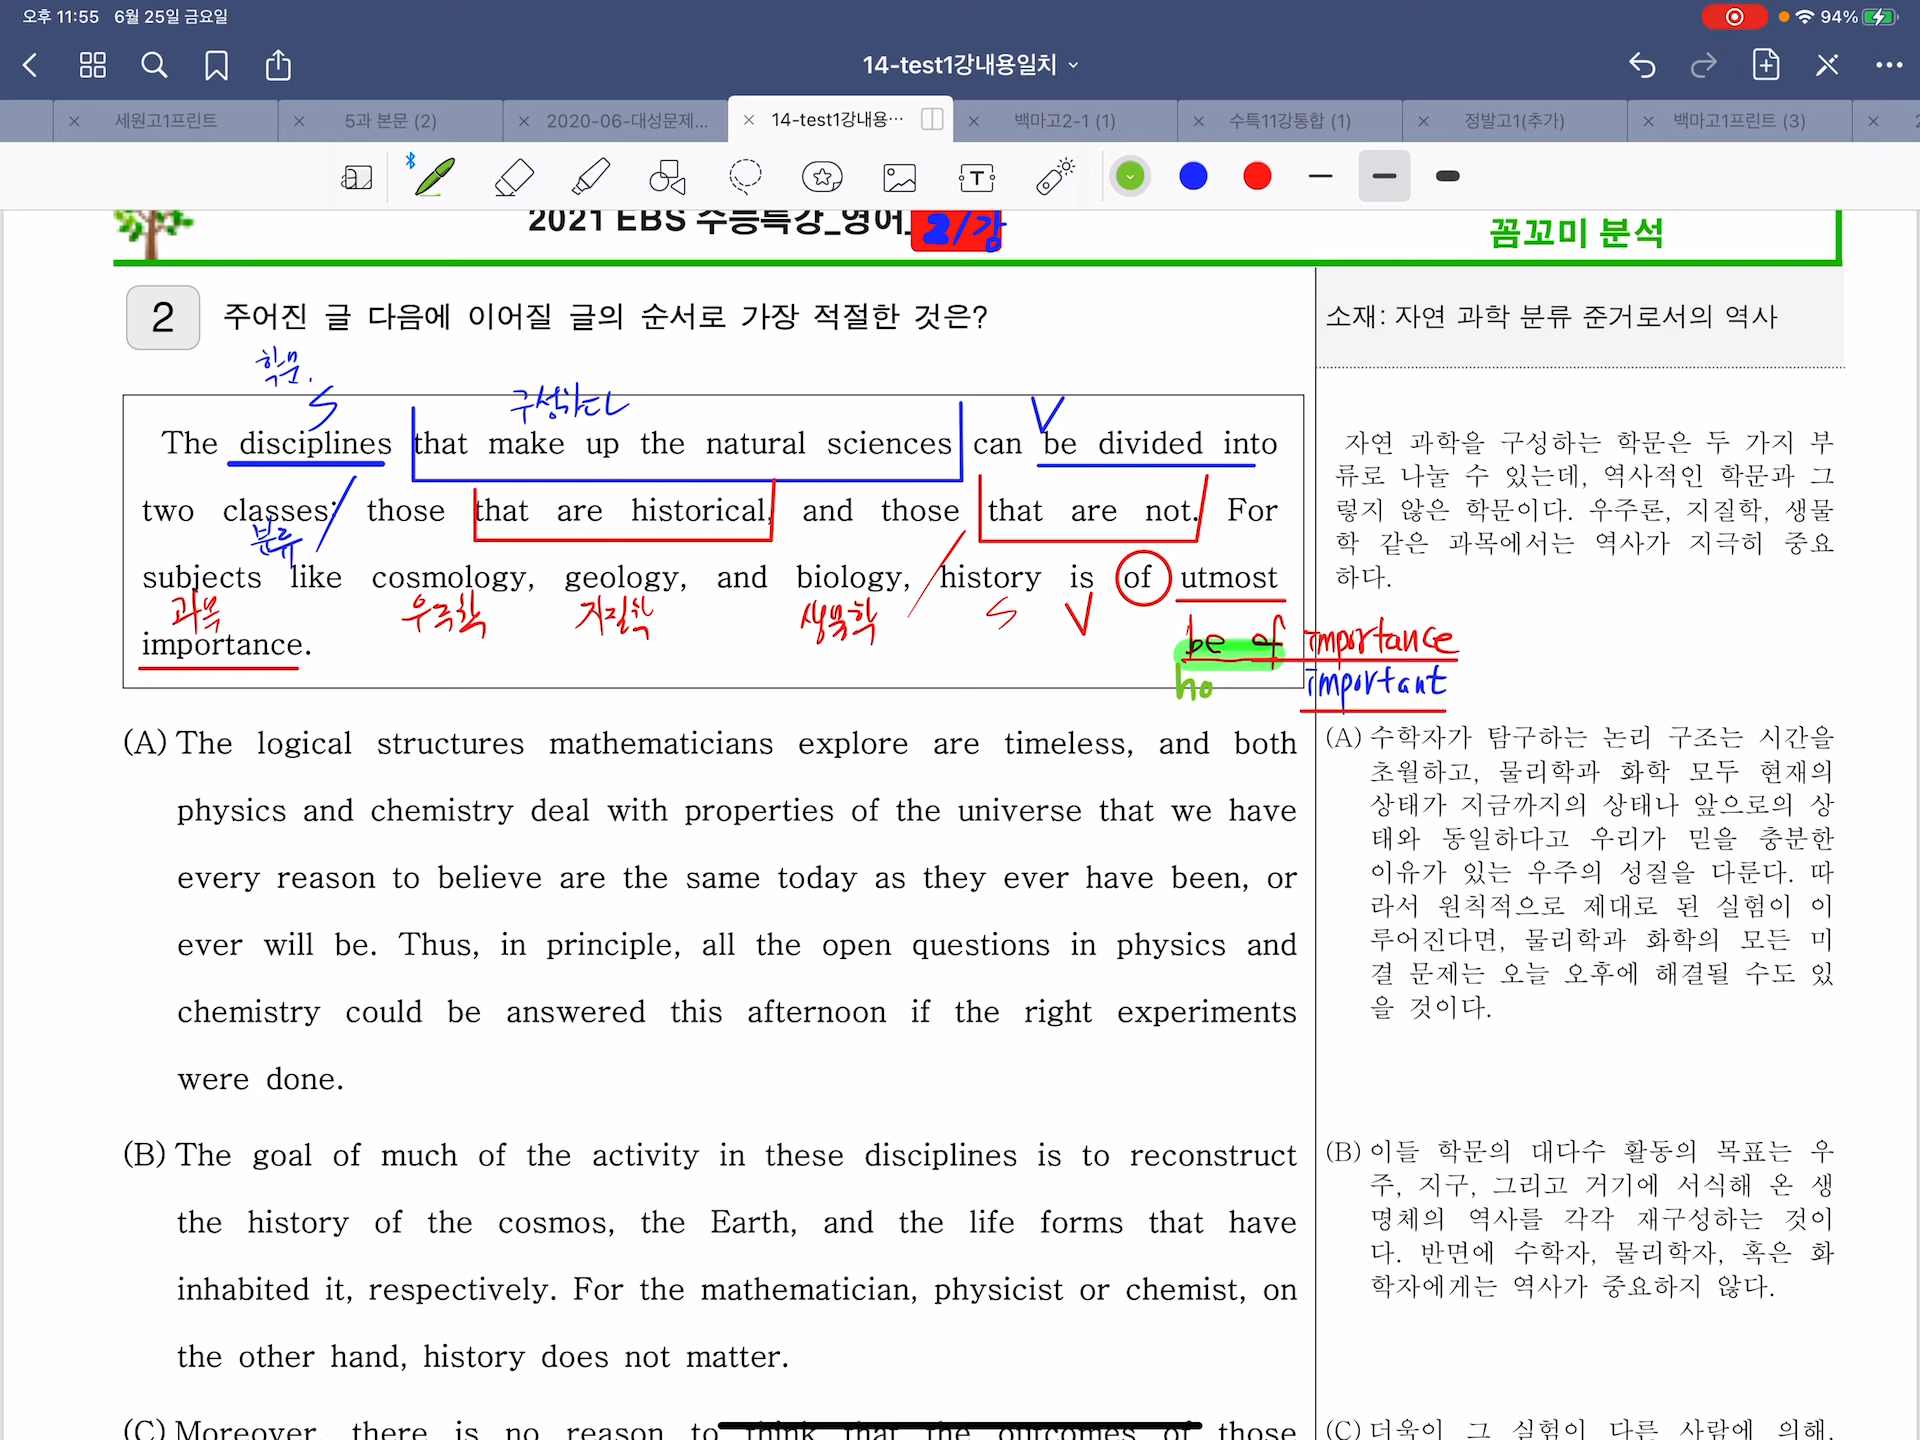 오후 11:55 6월 25일 금요일
94%
14-test1강내용일치
세원고1프린트
5과 본문 (2)
2020-06-대성문제...
14-test1강내용...
백마고2-1 (1)
수특11강통합 (1)
정발고1(추가)
백마고1프린트 (3)
2021 EBS 수능특강_영어_ 21강
꼼꼬미 분석
2 주어진 글 다음에 이어질 글의 순서로 가장 적절한 것은?
소재: 자연 과학 분류 준거로서의 역사
학문.
S 구성하다 V
The disciplines that make up the natural sciences can be divided into
two classes; those that are historical, and those that are not. For
분류
subjects like cosmology, geology, and biology, history is of utmost
과목 우주학 지질학 생물학 S V
importance.
be of importance
ho important
자연 과학을 구성하는 학문은 두 가지 부
류로 나눌 수 있는데, 역사적인 학문과 그
렇지 않은 학문이다. 우주론, 지질학, 생물
학 같은 과목에서는 역사가 지극히 중요
하다.
(A) The logical structures mathematicians explore are timeless, and both
physics and chemistry deal with properties of the universe that we have
every reason to believe are the same today as they ever have been, or
ever will be. Thus, in principle, all the open questions in physics and
chemistry could be answered this afternoon if the right experiments
were done.
(A) 수학자가 탐구하는 논리 구조는 시간을
초월하고, 물리학과 화학 모두 현재의
상태가 지금까지의 상태나 앞으로의 상
태와 동일하다고 우리가 믿을 충분한
이유가 있는 우주의 성질을 다룬다. 따
라서 원칙적으로 제대로 된 실험이 이
루어진다면, 물리학과 화학의 모든 미
결 문제는 오늘 오후에 해결될 수도 있
을 것이다.
(B) The goal of much of the activity in these disciplines is to reconstruct
the history of the cosmos, the Earth, and the life forms that have
inhabited it, respectively. For the mathematician, physicist or chemist, on
the other hand, history does not matter.
(B) 이들 학문의 대다수 활동의 목표는 우
주, 지구, 그리고 거기에 서식해 온 생
명체의 역사를 각각 재구성하는 것이
다. 반면에 수학자, 물리학자, 혹은 화
학자에게는 역사가 중요하지 않다.
(C) Moreover, there is no reason to think that the outcomes of those
(C) 더욱이 그 실험이 다른 사람에 의해,